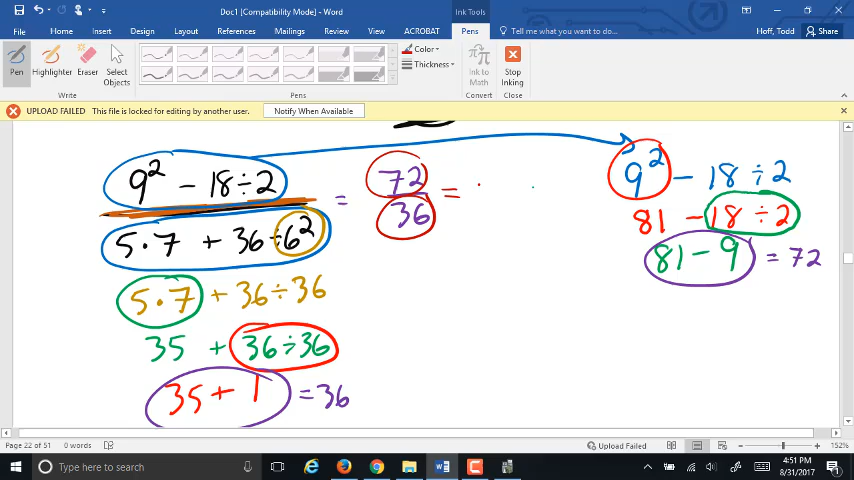 Doc1 [Compatibility Mode] - Word
Ink Tools
Hoff, Todd
File Home Insert Design Layout References Mailings Review View ACROBAT Pens Tell me what you want to do... Share
Pen Highlighter Eraser Select Objects
Color
Thickness
Ink to Math
Stop Inking
Write Pens Convert Close
UPLOAD FAILED This file is locked for editing by another user. Notify When Available
9² - 18÷2 = 72 =
5·7 + 36÷6² 36
5·7 + 36÷36
35 + 36÷36
35 + 1 = 36
9² - 18÷2
81 - 18÷2
81 - 9 = 72
Page 22 of 51 0 words Upload Failed 152%
Type here to search
4:51 PM
8/31/2017